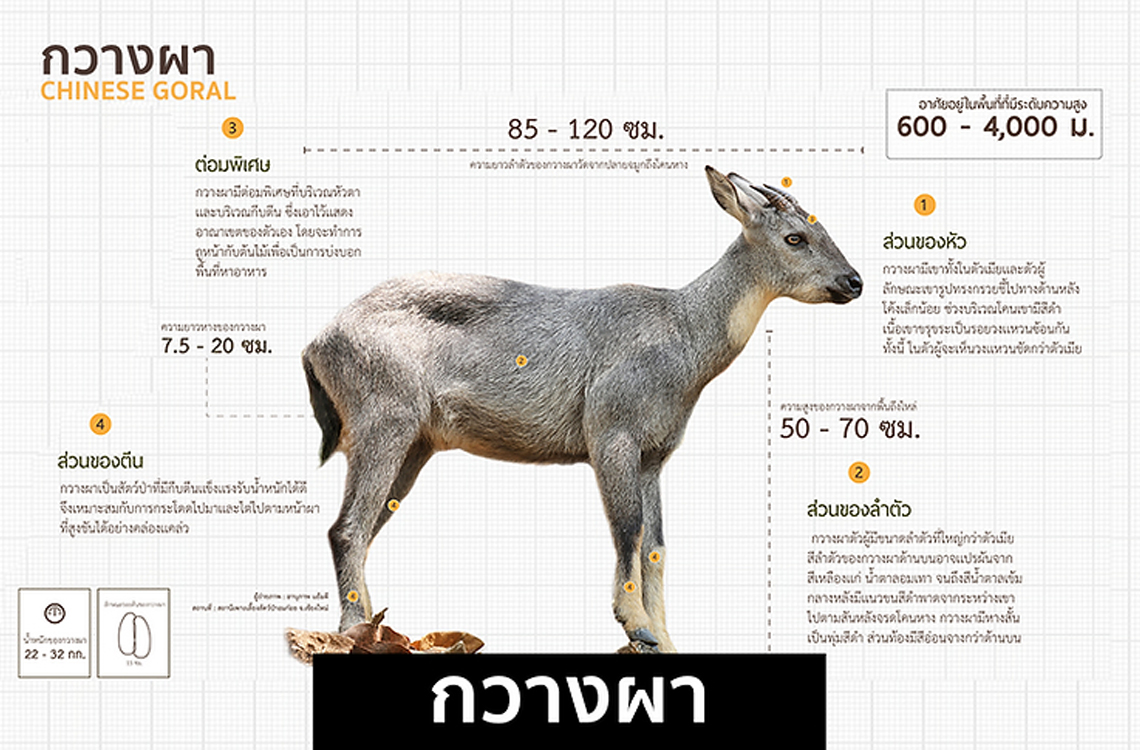 กวางผา
CHINESE GORAL
3
ต่อมพิเศษ
กวางผามีต่อมพิเศษที่บริเวณหัวตา
และบริเวณกีบตีน ซึ่งเอาไว้แสดง
อาณาเขตของตัวเอง โดยจะทำการ
ถูหน้ากับต้นไม้เพื่อเป็นการบ่งบอก
พื้นที่หาอาหาร
85 - 120 ซม.
ความยาวลำตัวของกวางผาวัดจากปลายจมูกถึงโคนหาง
อาศัยอยู่ในพื้นที่ที่มีระดับความสูง
600 - 4,000 ม.
1
ส่วนของหัว
กวางผามีเขาทั้งในตัวเมียและตัวผู้
ลักษณะเขารูปทรงกรวยชี้ไปทางด้านหลัง
โค้งเล็กน้อย ช่วงบริเวณโคนเขามีสีดำ
เนื้อเขาขรุขระเป็นรอยวงแหวนซ้อนกัน
ทั้งนี้ ในตัวผู้จะเห็นวงแหวนชัดกว่าตัวเมีย
ความยาวหางของกวางผา
7.5 - 20 ซม.
2
4
ส่วนของตีน
กวางผาเป็นสัตว์ป่าที่มีกีบตีนแข็งแรงรับน้ำหนักได้ดี
จึงเหมาะสมกับการกระโดดไปมาและไต่ไปตามหน้าผา
ที่สูงชันได้อย่างคล่องแคล่ว
ความสูงของกวางผาจากพื้นถึงไหล่
50 - 70 ซม.
2
ส่วนของลำตัว
กวางผาตัวผู้มีขนาดลำตัวที่ใหญ่กว่าตัวเมีย
สีลำตัวของกวางผาด้านบนอาจแปรผันจาก
สีเหลืองแก่ น้ำตาลอมเทา จนถึงสีน้ำตาลเข้ม
กลางหลังมีแนวขนสีดำพาดจากระหว่างเขา
ไปตามสันหลังจรดโคนหาง กวางผามีหางสั้น
เป็นพุ่มสีดำ ส่วนท้องมีสีอ่อนจางกว่าด้านบน
4
4
4
4
น้ำหนักของกวางผา
22 - 32 กก.
กวางผา